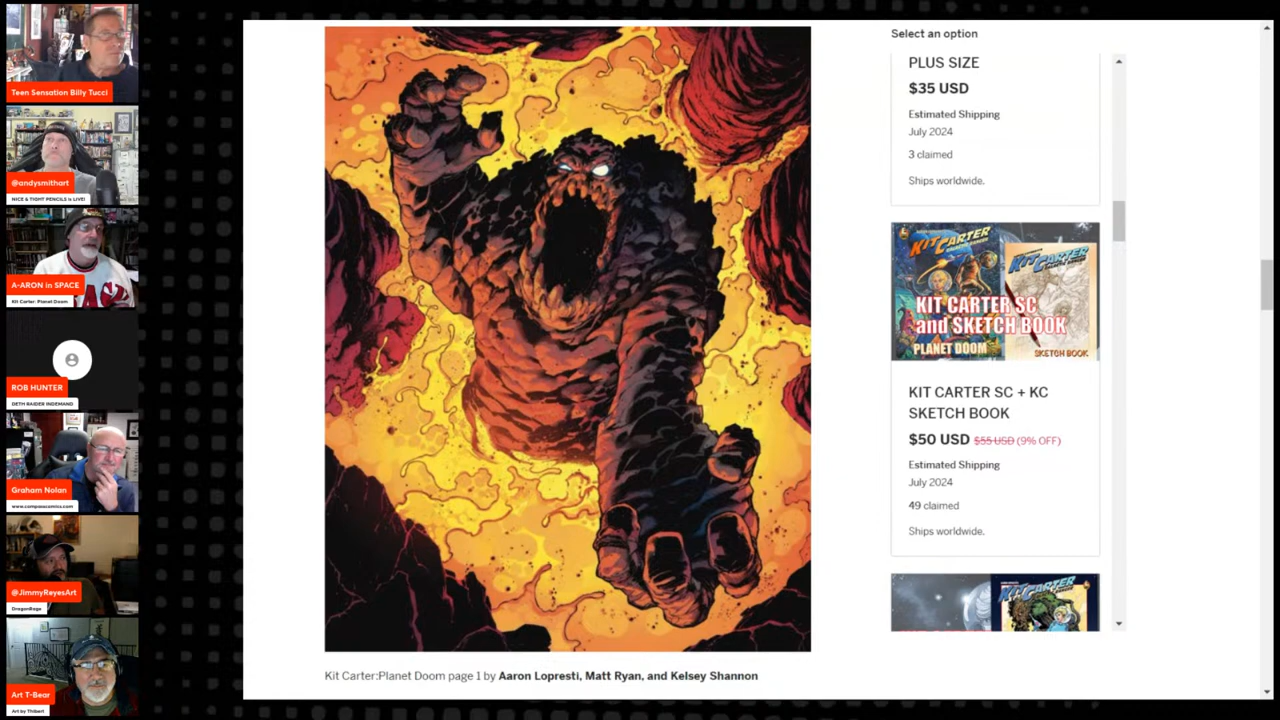 Teen Sensation Billy Tucci
@andysmithart
NICE & TIGHT PENCILS is LIVE!
A-ARON in SPACE
Kit Carter: Planet Doom
ROB HUNTER
DETH RAIDER INDEMAND
Graham Nolan
www.compasscomics.com
@JimmyReyesArt
DragonRage
Art T-Bear
Art by Thibert
Kit Carter:Planet Doom page 1 by Aaron Lopresti, Matt Ryan, and Kelsey Shannon
Select an option
PLUS SIZE
$35 USD
Estimated Shipping
July 2024
3 claimed
Ships worldwide.
KIT CARTER
KIT CARTER
KIT CARTER SC
and SKETCH BOOK
PLANET DOOM
SKETCH BOOK
KIT CARTER SC + KC
SKETCH BOOK
$50 USD $55 USD (9% OFF)
Estimated Shipping
July 2024
49 claimed
Ships worldwide.
KIT CARTER